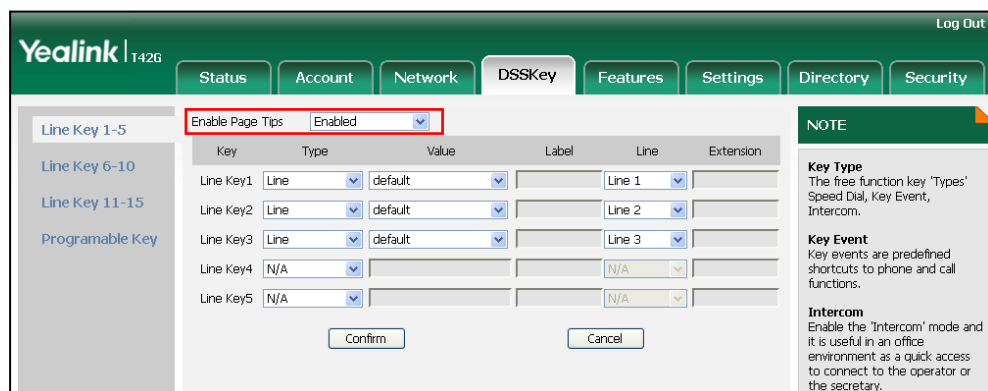 Log Out
Yealink T42G
Status Account Network DSSKey Features Settings Directory Security
Line Key 1-5
Line Key 6-10
Line Key 11-15
Programable Key
Enable Page Tips Enabled
Key Type Value Label Line Extension
Line Key1 Line default Line 1
Line Key2 Line default Line 2
Line Key3 Line default Line 3
Line Key4 N/A N/A
Line Key5 N/A N/A
Confirm Cancel
NOTE
Key Type
The free function key 'Types'
Speed Dial, Key Event,
Intercom.
Key Event
Key events are predefined
shortcuts to phone and call
functions.
Intercom
Enable the 'Intercom' mode and
it is useful in an office
environment as a quick access
to connect to the operator or
the secretary.